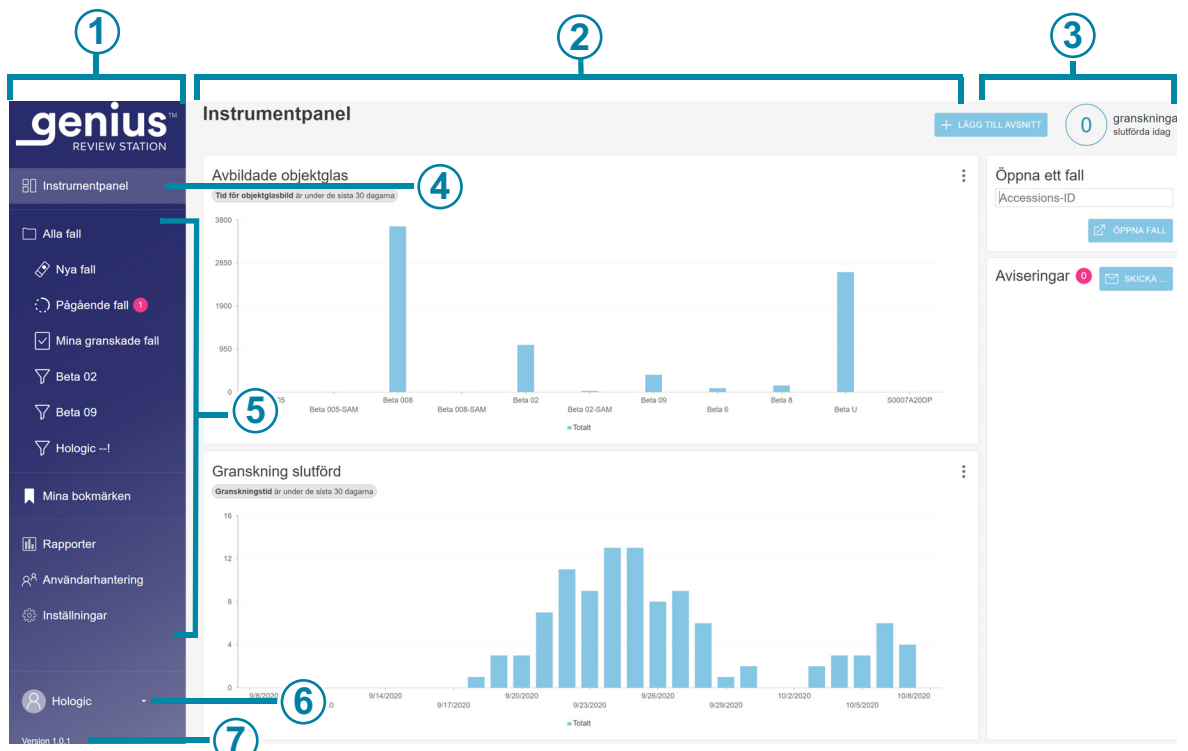 1
2
3
genius™
REVIEW STATION
Instrumentpanel
Alla fall
Nya fall
Pågående fall 1
Mina granskade fall
Beta 02
Beta 09
Hologic --!
Mina bokmärken
Rapporter
Användarhantering
Inställningar
Hologic
Version 1.0.1
4
5
6
7
Instrumentpanel
+ LÄGG TILL AVSNITT
0
granskninga
slutförda idag
Avbildade objektglas
Tid för objektglasbild är under de sista 30 dagarna
3800
2850
1900
950
0
05
Beta 005-SAM
Beta 008
Beta 008-SAM
Beta 02
Beta 02-SAM
Beta 09
Beta 6
Beta 8
Beta U
S0007A20DP
Totalt
Granskning slutförd
Granskningstid är under de sista 30 dagarna
16
12
8
4
0
9/8/2020
.0
9/14/2020
9/17/2020
9/20/2020
9/23/2020
9/26/2020
9/29/2020
10/2/2020
10/5/2020
10/8/2020
Totalt
Öppna ett fall
Accessions-ID
ÖPPNA FALL
Aviseringar 0
SKICKA ...